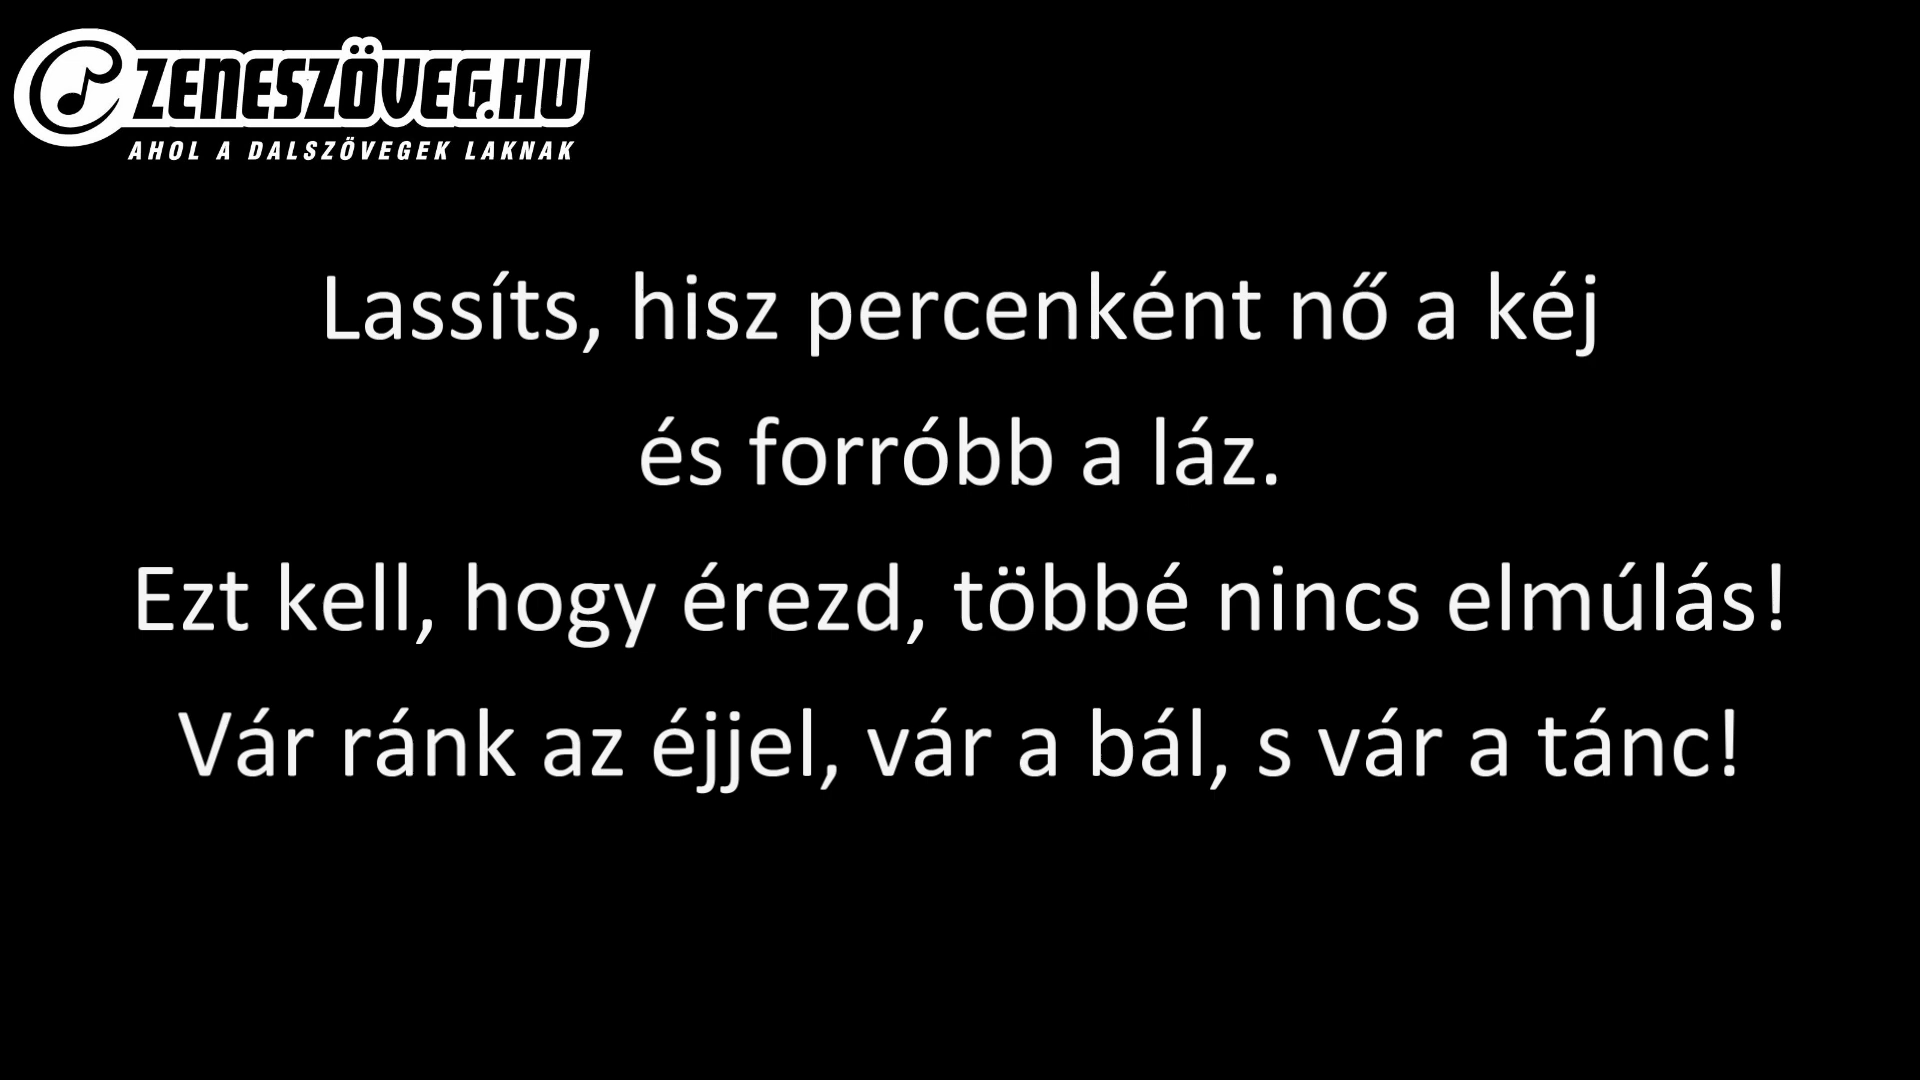 ZENESZÖVEG.HU
AHOL A DALSZÖVEGEK LAKNAK
Lassíts, hisz percenként nő a kéj
és forróbb a láz.
Ezt kell, hogy érezd, többé nincs elmúlás!
Vár ránk az éjjel, vár a bál, s vár a tánc!